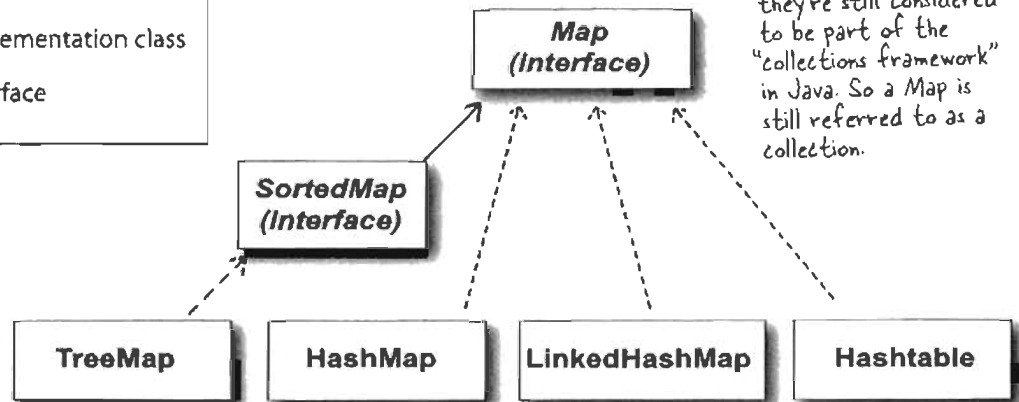 ementation class
face
Map
(Interface)
they're still considered
to be part of the
"collections framework"
in Java. So a Map is
still referred to as a
collection.
SortedMap
(Interface)
TreeMap
HashMap
LinkedHashMap
Hashtable